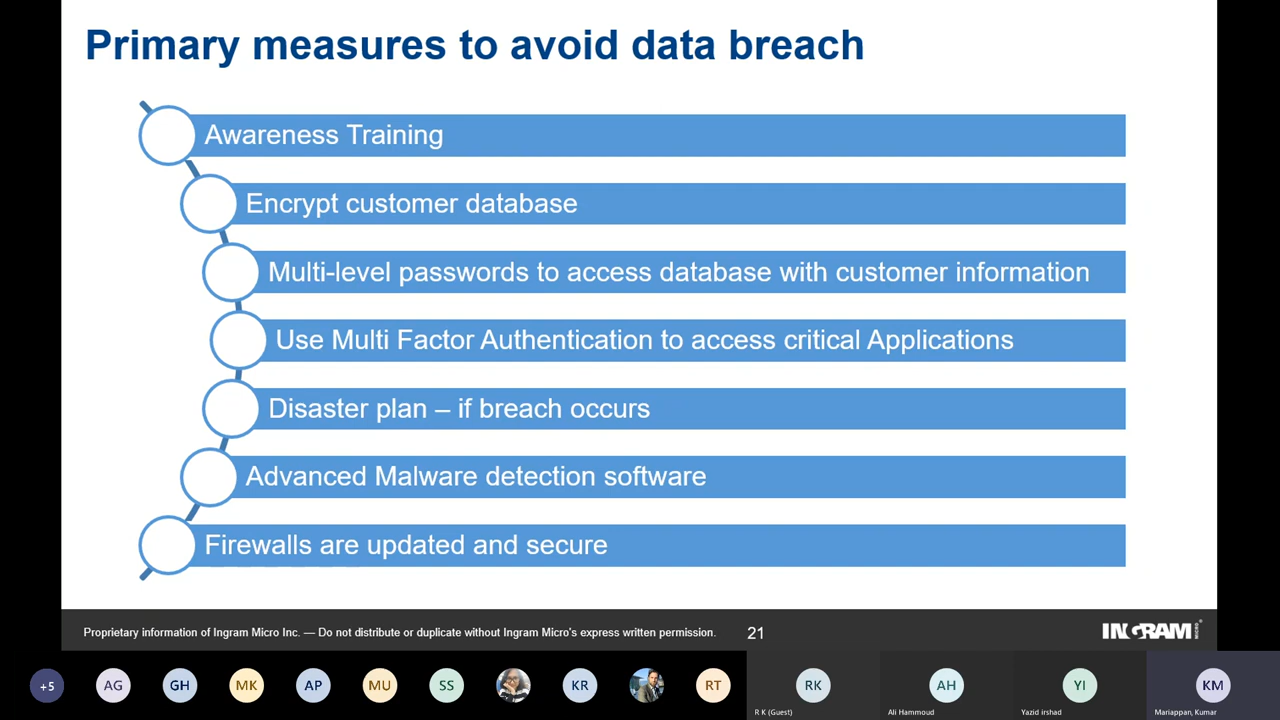 Primary measures to avoid data breach
Awareness Training
Encrypt customer database
Multi-level passwords to access database with customer information
Use Multi Factor Authentication to access critical Applications
Disaster plan – if breach occurs
Advanced Malware detection software
Firewalls are updated and secure
Proprietary information of Ingram Micro Inc. — Do not distribute or duplicate without Ingram Micro's express written permission.
21
INGRAM MICRO®
+5
AG
GH
MK
AP
MU
SS
KR
RT
RK
AH
YI
KM
R K (Guest)
Ali Hammoud
Yazid irshad
Mariappan, Kumar